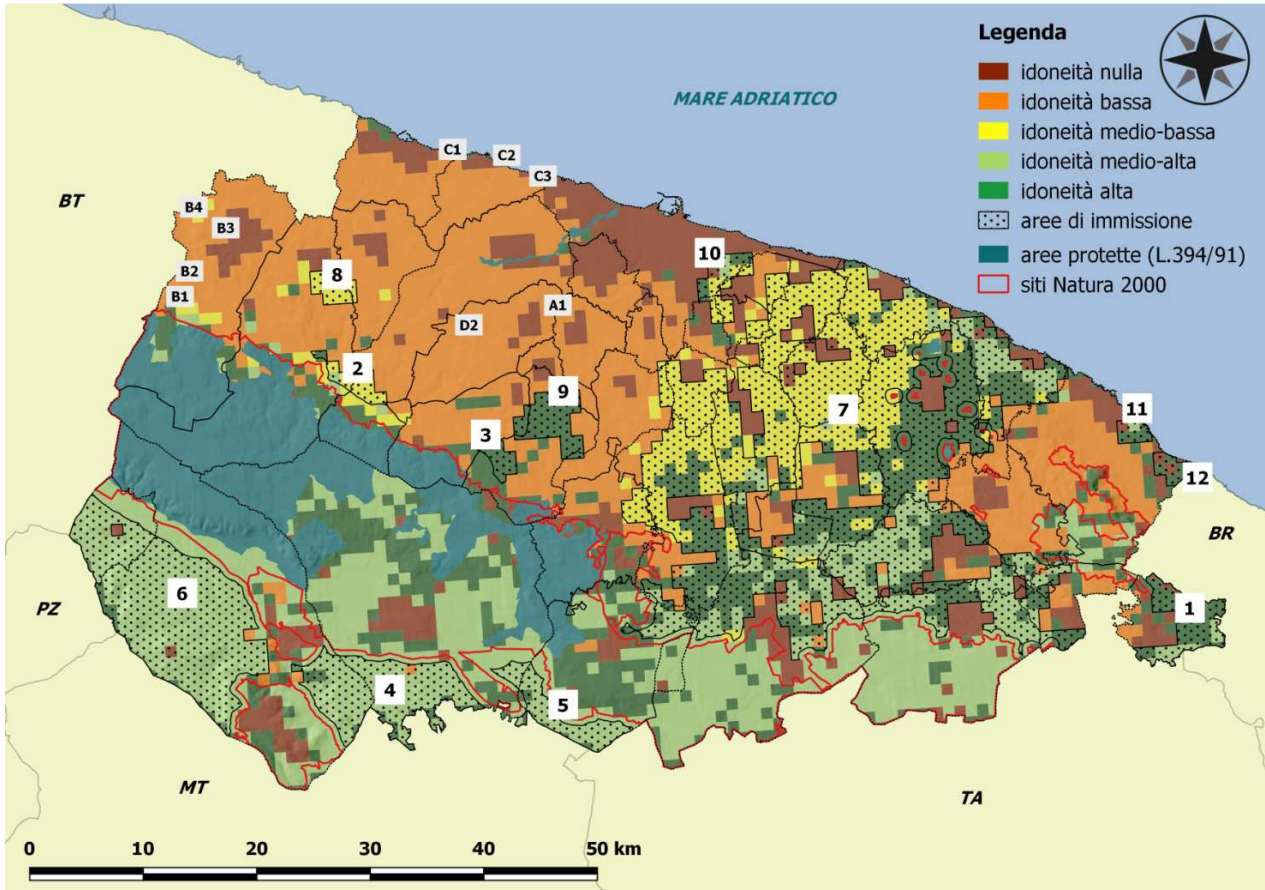 Legenda
idoneità nulla
idoneità bassa
idoneità medio-bassa
idoneità medio-alta
idoneità alta
aree di immissione
aree protette (L.394/91)
siti Natura 2000
MARE ADRIATICO
C1
C2
C3
BT
B4
B3
B2
B1
8
10
A1
D2
2
9
7
3
11
12
BR
6
1
PZ
4
5
MT
TA
0 10 20 30 40 50 km